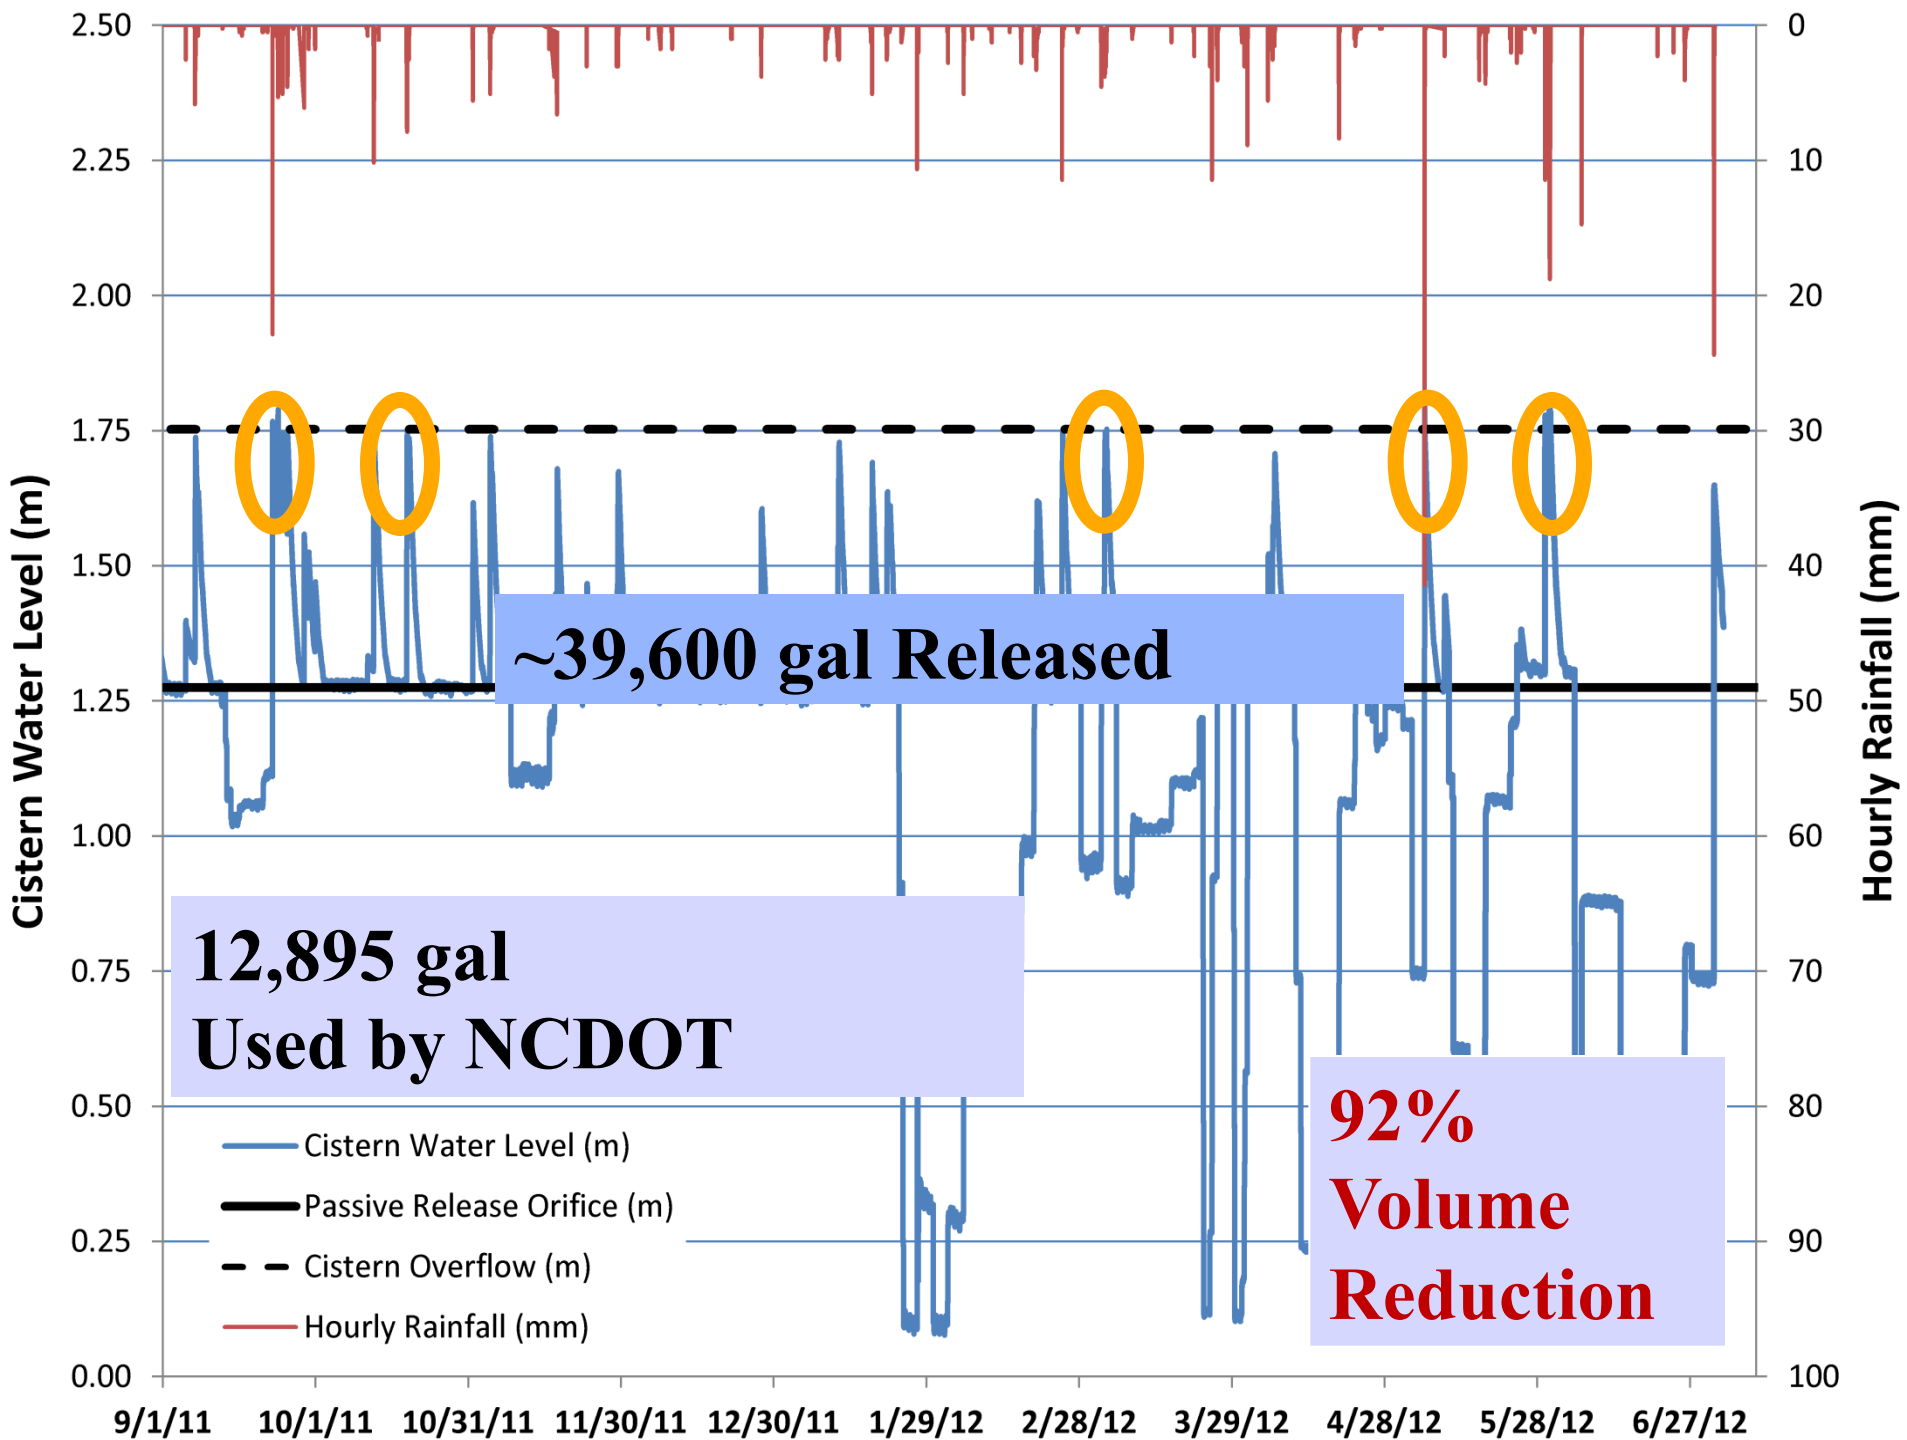 2.50
2.25
2.00
1.75
1.50
1.25
1.00
0.75
0.50
0.25
0.00
Cistern Water Level (m)
0
10
20
30
40
50
60
70
80
90
100
Hourly Rainfall (mm)
~39,600 gal Released
12,895 gal
Used by NCDOT
92%
Volume
Reduction
Cistern Water Level (m)
Passive Release Orifice (m)
Cistern Overflow (m)
Hourly Rainfall (mm)
9/1/11 10/1/11 10/31/11 11/30/11 12/30/11 1/29/12 2/28/12 3/29/12 4/28/12 5/28/12 6/27/12